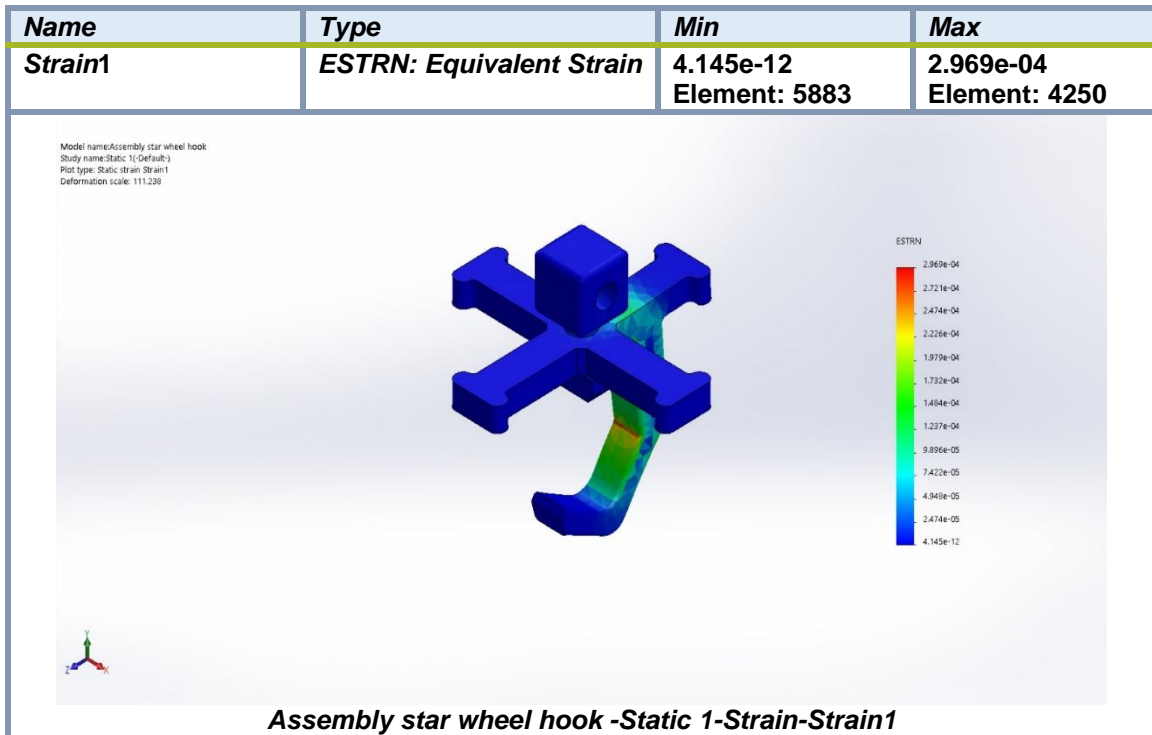 Name Type Min Max
Strain1 ESTRN: Equivalent Strain 4.145e-12 2.969e-04
Element: 5883 Element: 4250
Model name:Assembly star wheel hook
Study name:Static 1(-Default-)
Plot type: Static strain Strain1
Deformation scale: 111.238
ESTRN
2.969e-04
2.721e-04
2.474e-04
2.226e-04
1.979e-04
1.732e-04
1.484e-04
1.237e-04
9.896e-05
7.422e-05
4.948e-05
2.474e-05
4.145e-12
Y
Z X
Assembly star wheel hook -Static 1-Strain-Strain1